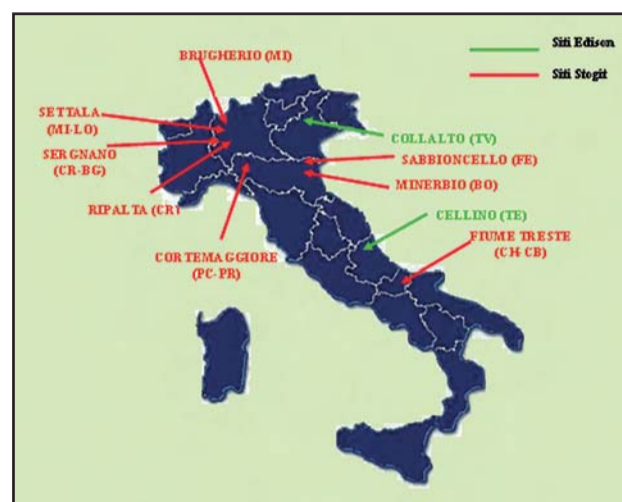 BRUGHERIO (MI)
Siti Edison
Siti Stogit
SETTALA
(MI-LO)
SERGNANO
(CR-BG)
COLLALTO (TV)
SABBIONCELLO (FE)
MINERBIO (BO)
RIPALTA (CR)
CELLINO (TE)
CORTEMAGGIORE
(PC-PR)
FIUME TRESTE
(CH-CB)